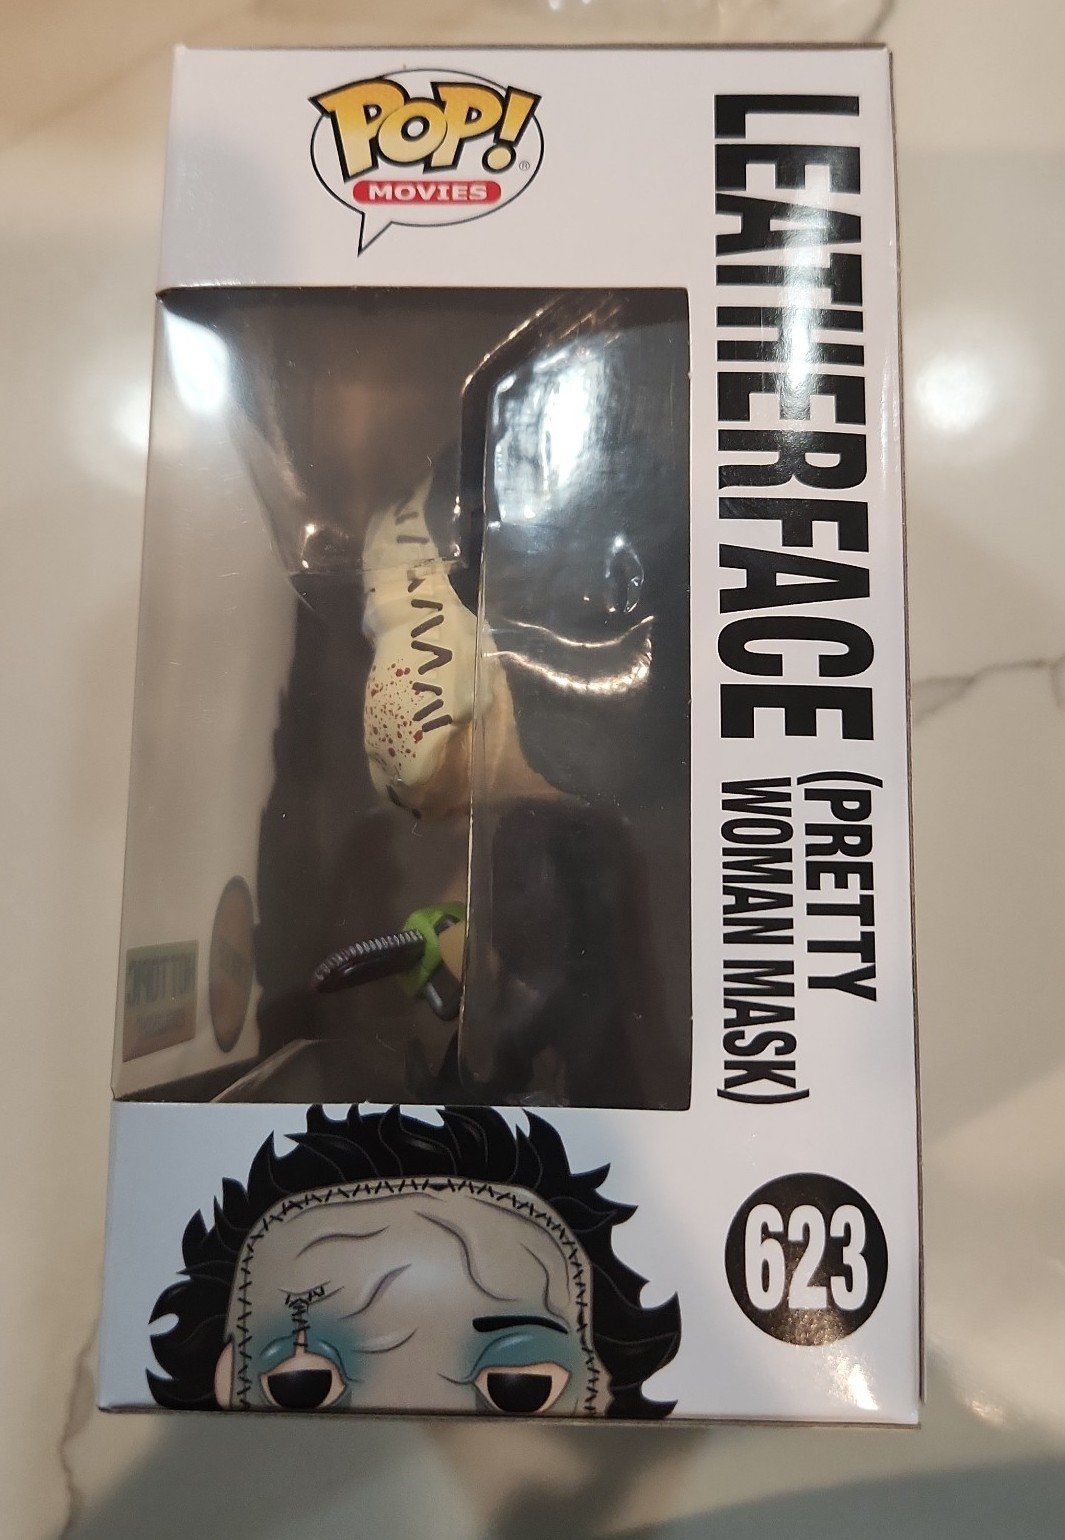 POP!
MOVIES
LEATHERFACE
(PRETTY
WOMAN MASK)
623